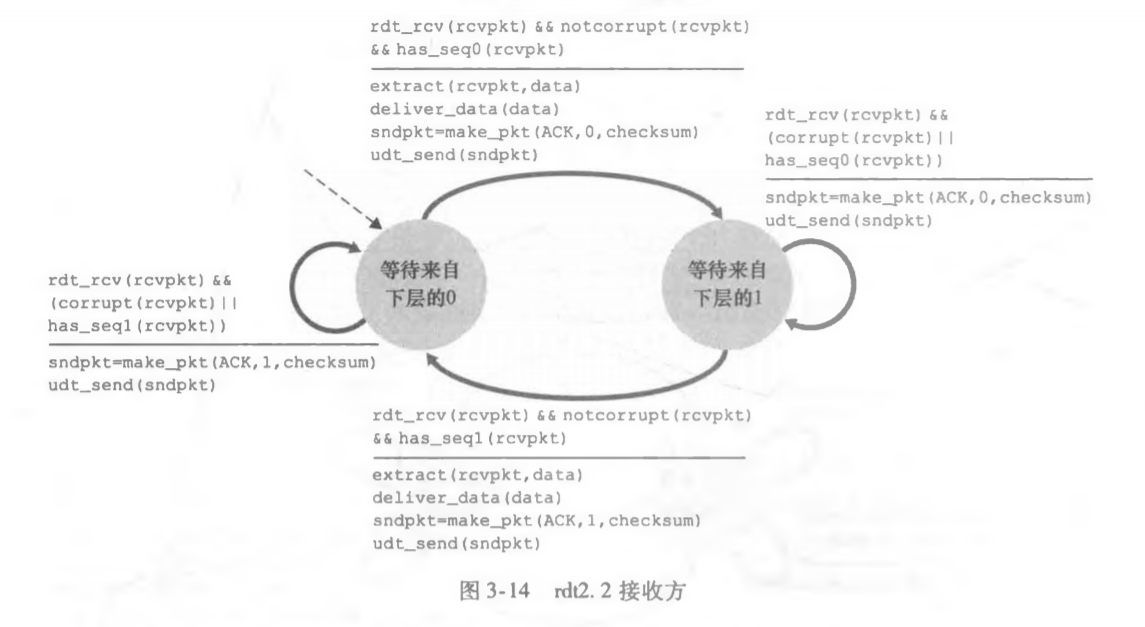 rdt_rcv(rcvpkt) && notcorrupt(rcvpkt)
&& has_seq0(rcvpkt)
extract(rcvpkt,data)
deliver_data(data)
sndpkt=make_pkt(ACK,0,checksum)
udt_send(sndpkt)
rdt_rcv(rcvpkt) &&
(corrupt(rcvpkt)||
has_seq0(rcvpkt))
sndpkt=make_pkt(ACK,0,checksum)
udt_send(sndpkt)
等待来自
下层的0
等待来自
下层的1
rdt_rcv(rcvpkt) &&
(corrupt(rcvpkt)||
has_seq1(rcvpkt))
sndpkt=make_pkt(ACK,1,checksum)
udt_send(sndpkt)
rdt_rcv(rcvpkt) && notcorrupt(rcvpkt)
&& has_seq1(rcvpkt)
extract(rcvpkt,data)
deliver_data(data)
sndpkt=make_pkt(ACK,1,checksum)
udt_send(sndpkt)
图 3-14 rdt2. 2 接收方